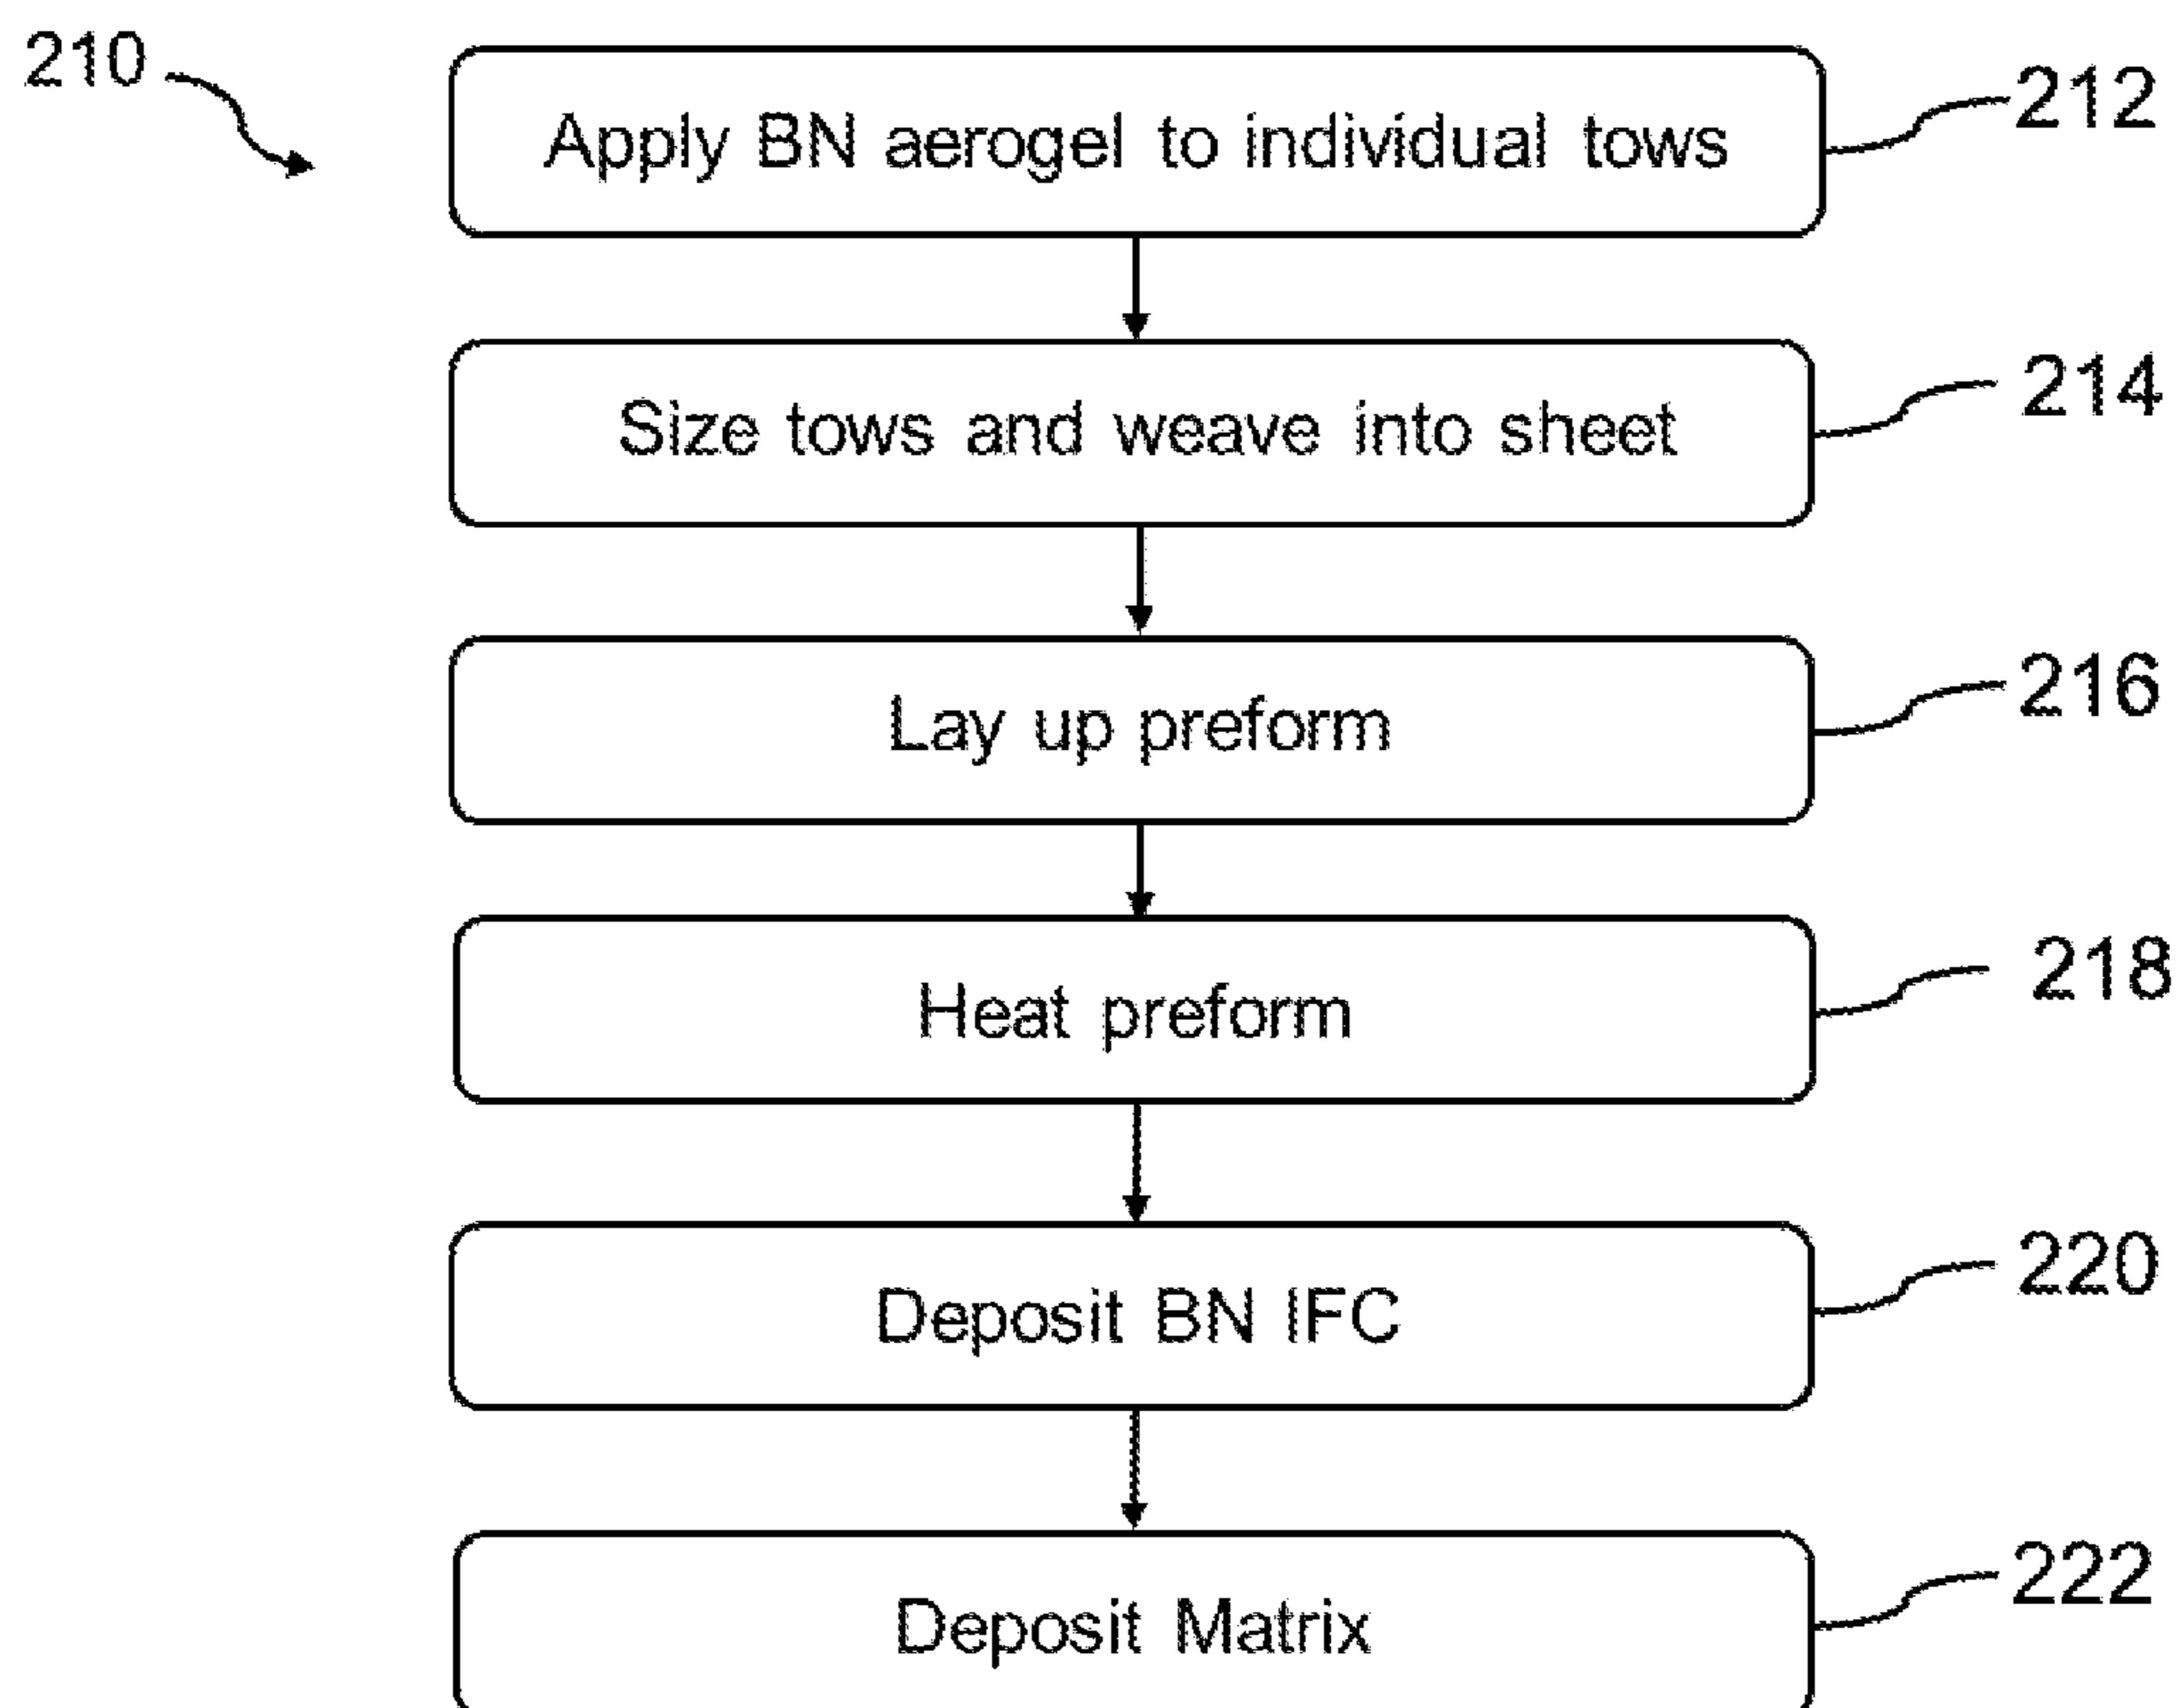 210
Apply BN aerogel to individual tows
212
Size tows and weave into sheet
214
Lay up preform
216
Heat preform
218
Deposit BN IFC
220
Deposit Matrix
222